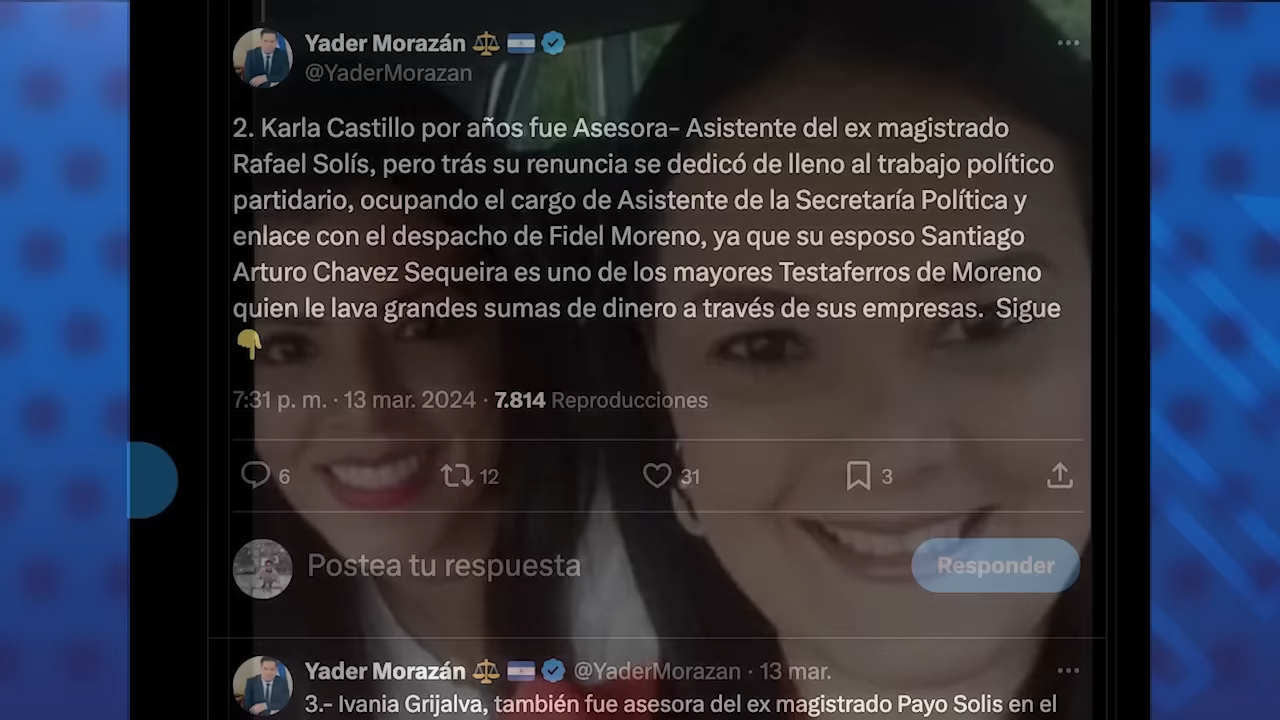 Yader Morazán
@YaderMorazan
2. Karla Castillo por años fue Asesora- Asistente del ex magistrado
Rafael Solís, pero trás su renuncia se dedicó de lleno al trabajo político
partidario, ocupando el cargo de Asistente de la Secretaría Política y
enlace con el despacho de Fidel Moreno, ya que su esposo Santiago
Arturo Chavez Sequeira es uno de los mayores Testaferros de Moreno
quien le lava grandes sumas de dinero a través de sus empresas. Sigue
7:31 p. m. · 13 mar. 2024 · 7.814 Reproducciones
6 12 31 3
Postea tu respuesta
Responder
Yader Morazán @YaderMorazan · 13 mar.
3.- Ivania Grijalva, también fue asesora del ex magistrado Payo Solis en el